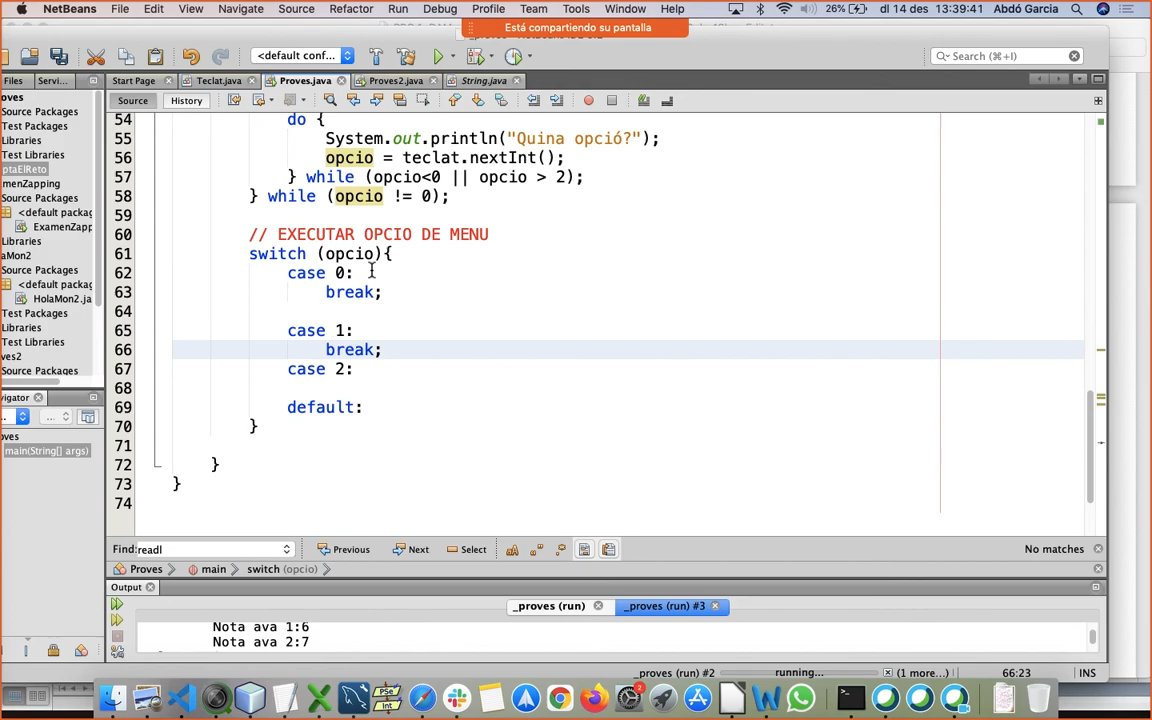 NetBeans File Edit View Navigate Source Refactor Run Debug Profile Team Tools Window Help 26% dl 14 des 13:39:41 Abdó Garcia
Está compartiendo su pantalla
<default conf... Search (⌘+I)
Files Servi... Start Page Teclat.java Proves.java Proves2.java String.java
Source History
oves
Source Packages
Test Packages
Libraries
Test Libraries
ptaElReto
menZapping
Source Packages
<default packag
ExamenZapp
Libraries
aMon2
Source Packages
<default packag
HolaMon2.ja
Test Packages
Libraries
Test Libraries
ves2
Source Packages
vigator
...
oves
main(String[] args)
54 do {
55 System.out.println("Quina opció?");
56 opcio = teclat.nextInt();
57 } while (opcio<0 || opcio > 2);
58 } while (opcio != 0);
59
60 // EXECUTAR OPCIO DE MENU
61 switch (opcio){
62 case 0:
63 break;
64
65 case 1:
66 break;
67 case 2:
68
69 default:
70 }
71
72 }
73 }
74
Find: readl Previous Next Select No matches
Proves main switch (opcio)
Output
_proves (run) _proves (run) #3
Nota ava 1:6
Nota ava 2:7
_proves (run) #2 running... (1 more...) 66:23 INS